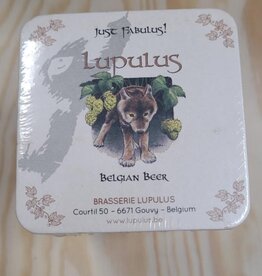 Just Fabulus!
Lupulus
Belgian Beer
BRASSERIE LUPULUS
Courtil 50 - 6671 Gouvy - Belgium
www.lupulus.be